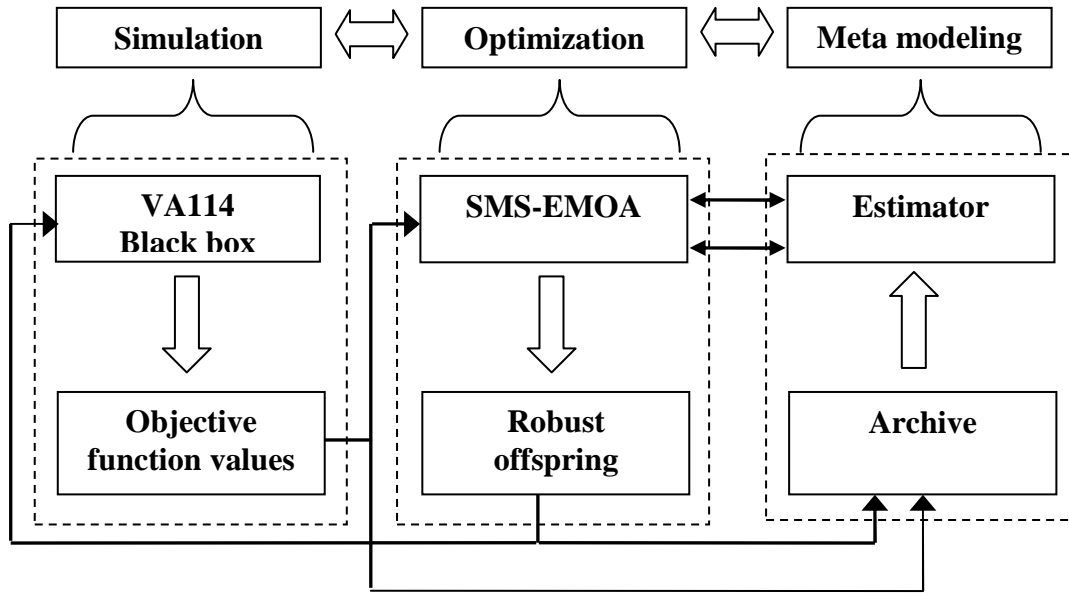 Simulation
Optimization
Meta modeling
VA114
Black box
SMS-EMOA
Estimator
Objective
function values
Robust
offspring
Archive